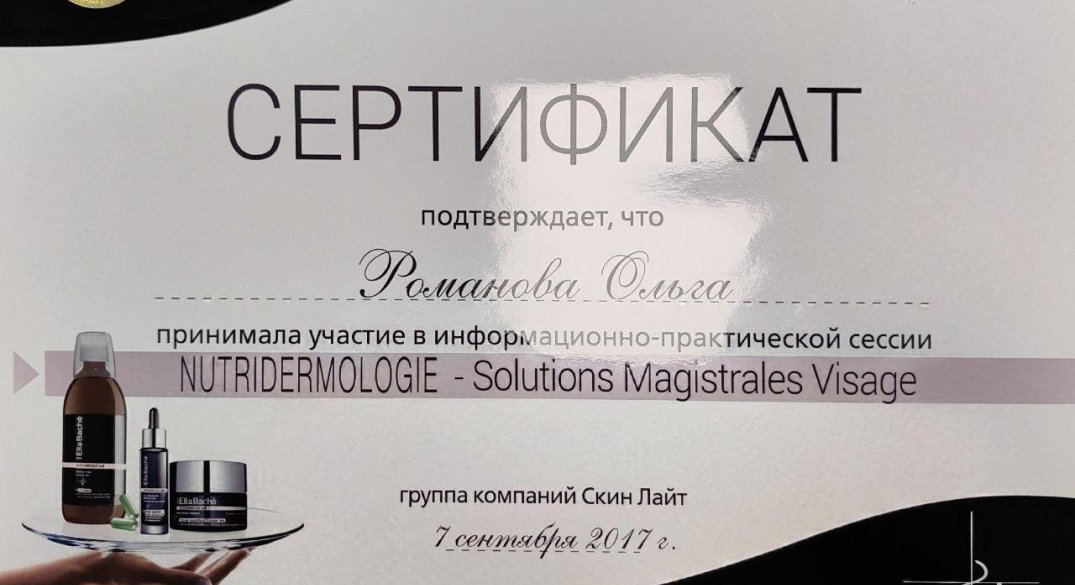 СЕРТИФИКАТ
подтверждает, что
Романова Ольга
принимала участие в информационно-практической сессии
NUTRIDERMOLOGIE - Solutions Magistrales Visage
Ella Baché
Ella Baché
Ella Baché
группа компаний Скин Лайт
7 сентября 2017 г.